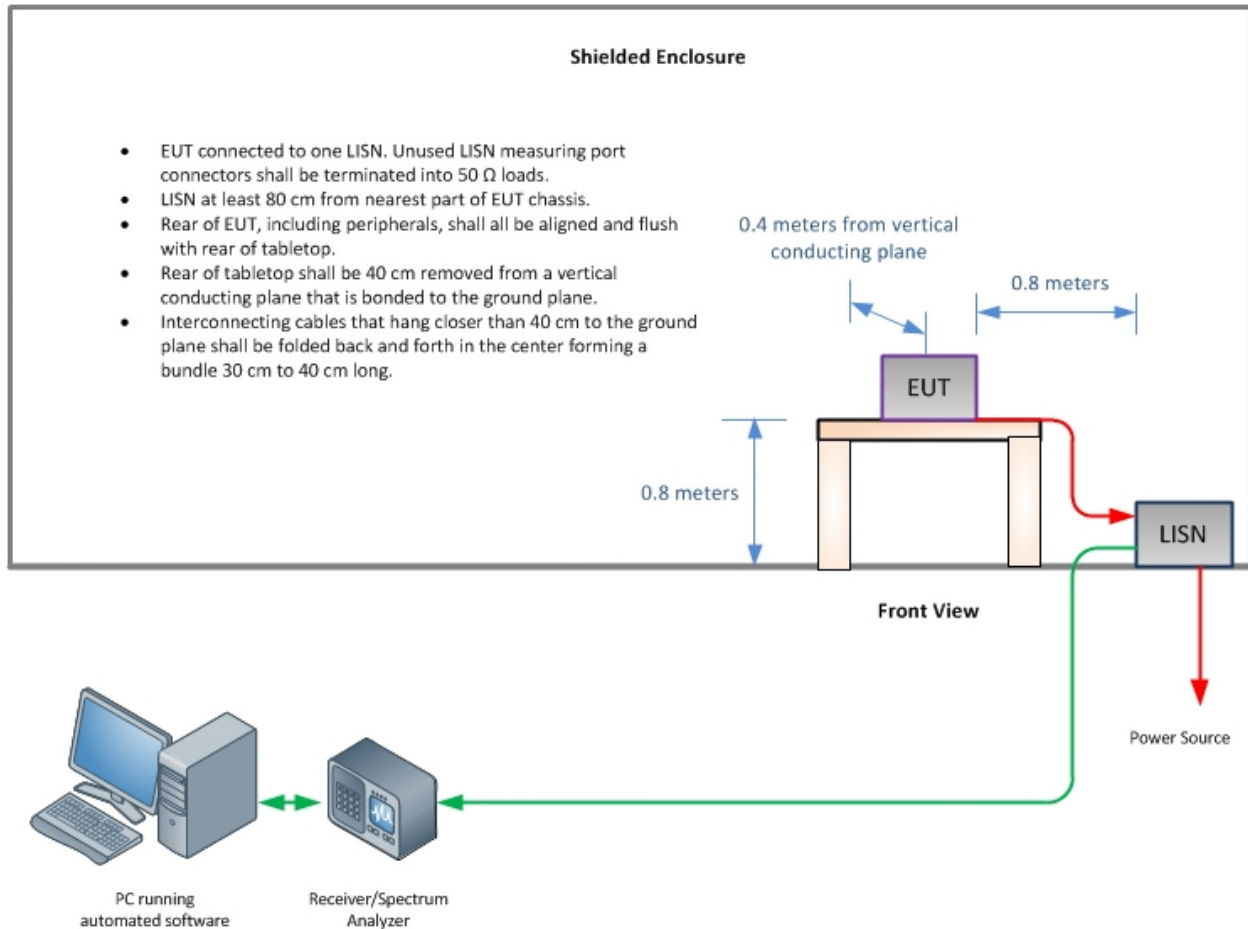 Shielded Enclosure
• EUT connected to one LISN. Unused LISN measuring port
connectors shall be terminated into 50 Ω loads.
• LISN at least 80 cm from nearest part of EUT chassis.
• Rear of EUT, including peripherals, shall all be aligned and flush
with rear of tabletop.
• Rear of tabletop shall be 40 cm removed from a vertical
conducting plane that is bonded to the ground plane.
• Interconnecting cables that hang closer than 40 cm to the ground
plane shall be folded back and forth in the center forming a
bundle 30 cm to 40 cm long.
0.4 meters from vertical
conducting plane
0.8 meters
EUT
0.8 meters
LISN
Front View
Power Source
PC running
automated software
Receiver/Spectrum
Analyzer